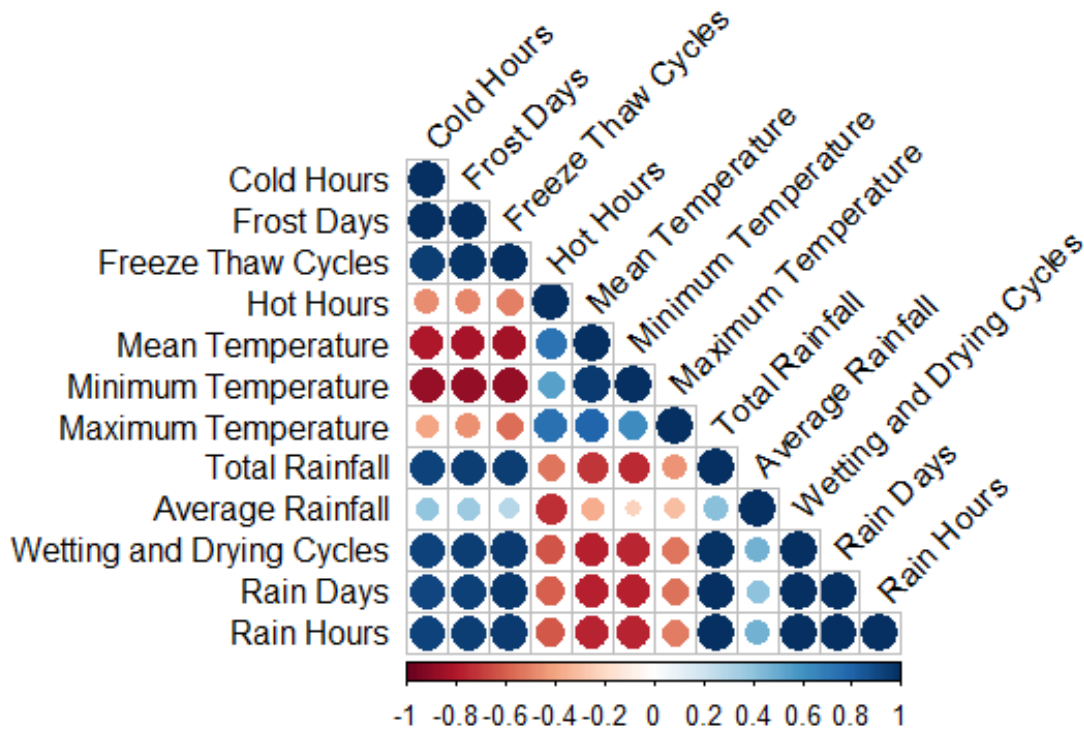 Cold Hours
Frost Days
Freeze Thaw Cycles
Hot Hours
Mean Temperature
Minimum Temperature
Maximum Temperature
Total Rainfall
Average Rainfall
Wetting and Drying Cycles
Rain Days
Rain Hours
Cold Hours
Frost Days
Freeze Thaw Cycles
Hot Hours
Mean Temperature
Minimum Temperature
Maximum Temperature
Total Rainfall
Average Rainfall
Wetting and Drying Cycles
Rain Days
Rain Hours
-1 -0.8 -0.6 -0.4 -0.2 0 0.2 0.4 0.6 0.8 1